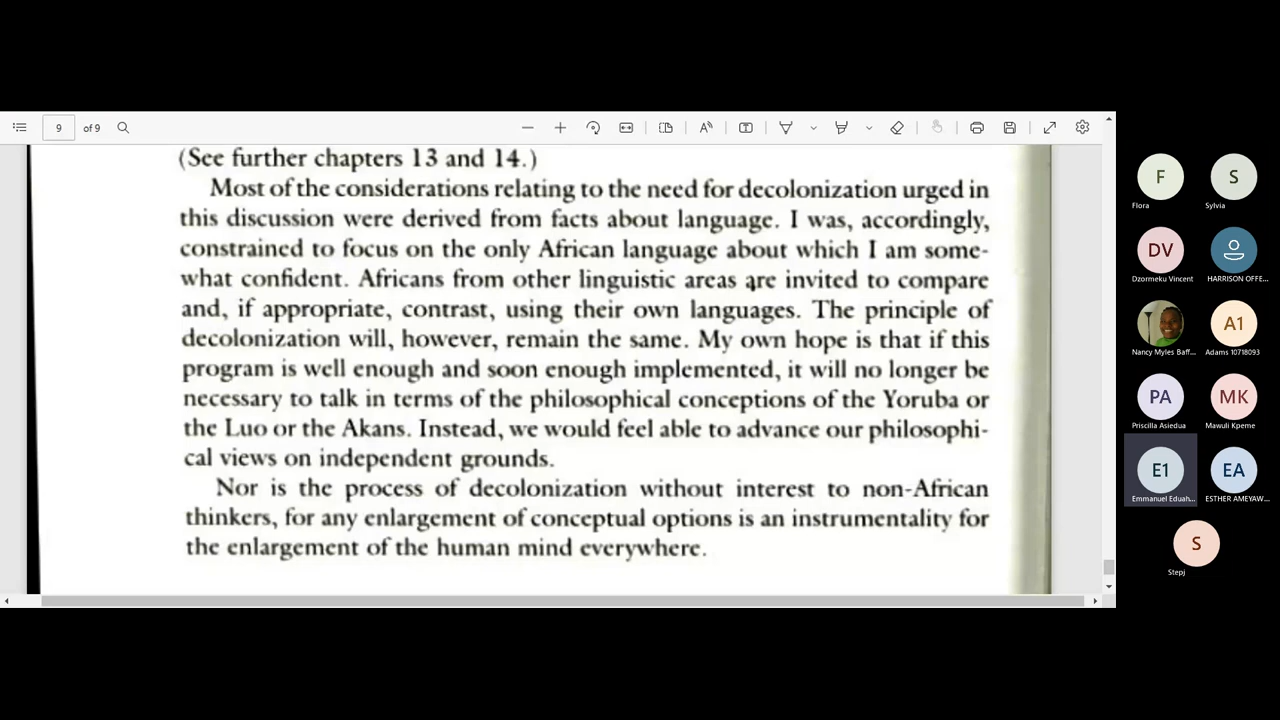 9 of 9
(See further chapters 13 and 14.)
Most of the considerations relating to the need for decolonization urged in
this discussion were derived from facts about language. I was, accordingly,
constrained to focus on the only African language about which I am some-
what confident. Africans from other linguistic areas are invited to compare
and, if appropriate, contrast, using their own languages. The principle of
decolonization will, however, remain the same. My own hope is that if this
program is well enough and soon enough implemented, it will no longer be
necessary to talk in terms of the philosophical conceptions of the Yoruba or
the Luo or the Akans. Instead, we would feel able to advance our philosophi-
cal views on independent grounds.
Nor is the process of decolonization without interest to non-African
thinkers, for any enlargement of conceptual options is an instrumentality for
the enlargement of the human mind everywhere.
F
Flora
S
Sylvia
DV
Dzormeku Vincent
HARRISON OFFE...
Nancy Myles Baff...
A1
Adams 10718093
PA
Priscilla Asiedua
MK
Mawuli Kpeme
E1
Emmanuel Eduah...
EA
ESTHER AMEYAW...
S
Stepj